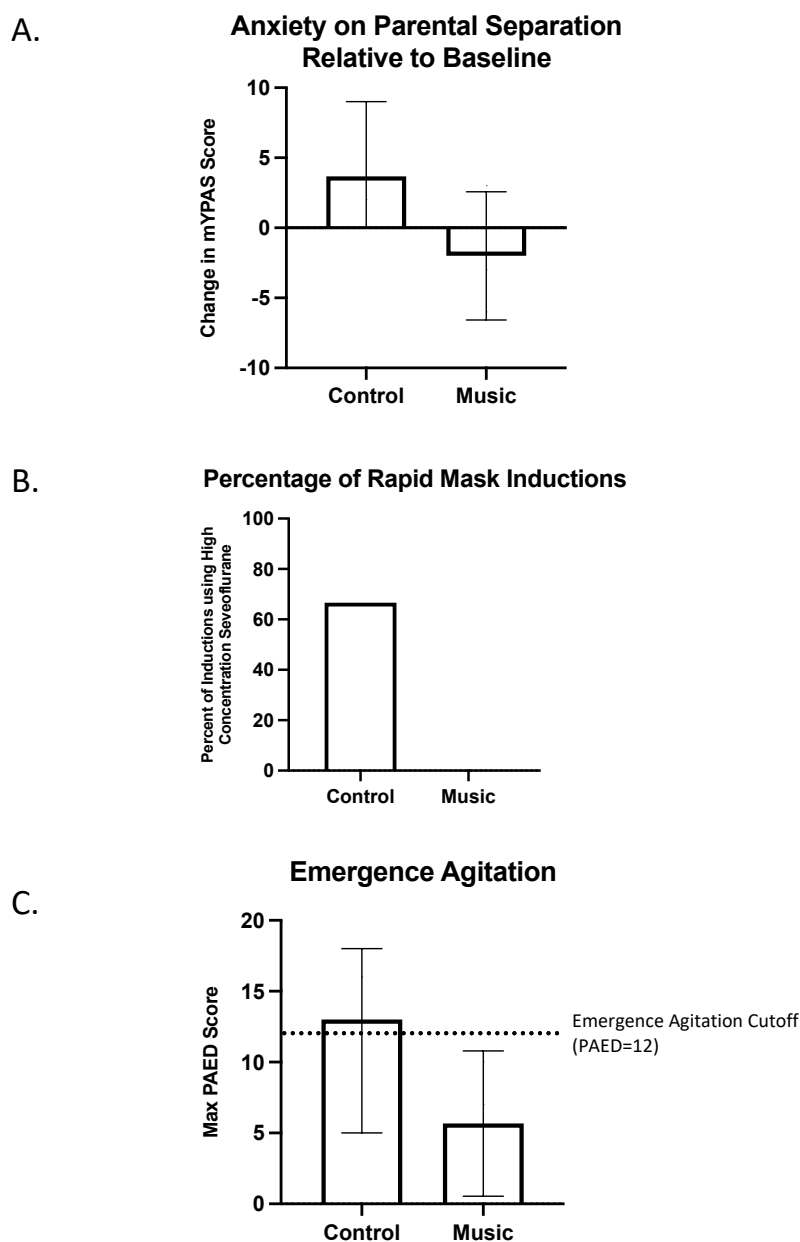 A.
Anxiety on Parental Separation
Relative to Baseline
Change in mYPAS Score
10
5
0
-5
-10
Control Music
B.
Percentage of Rapid Mask Inductions
Percent of Inductions using High
Concentration Seveoflurane
100
80
60
40
20
0
Control Music
C.
Emergence Agitation
Max PAED Score
20
15
10
5
0
Emergence Agitation Cutoff
(PAED=12)
Control Music